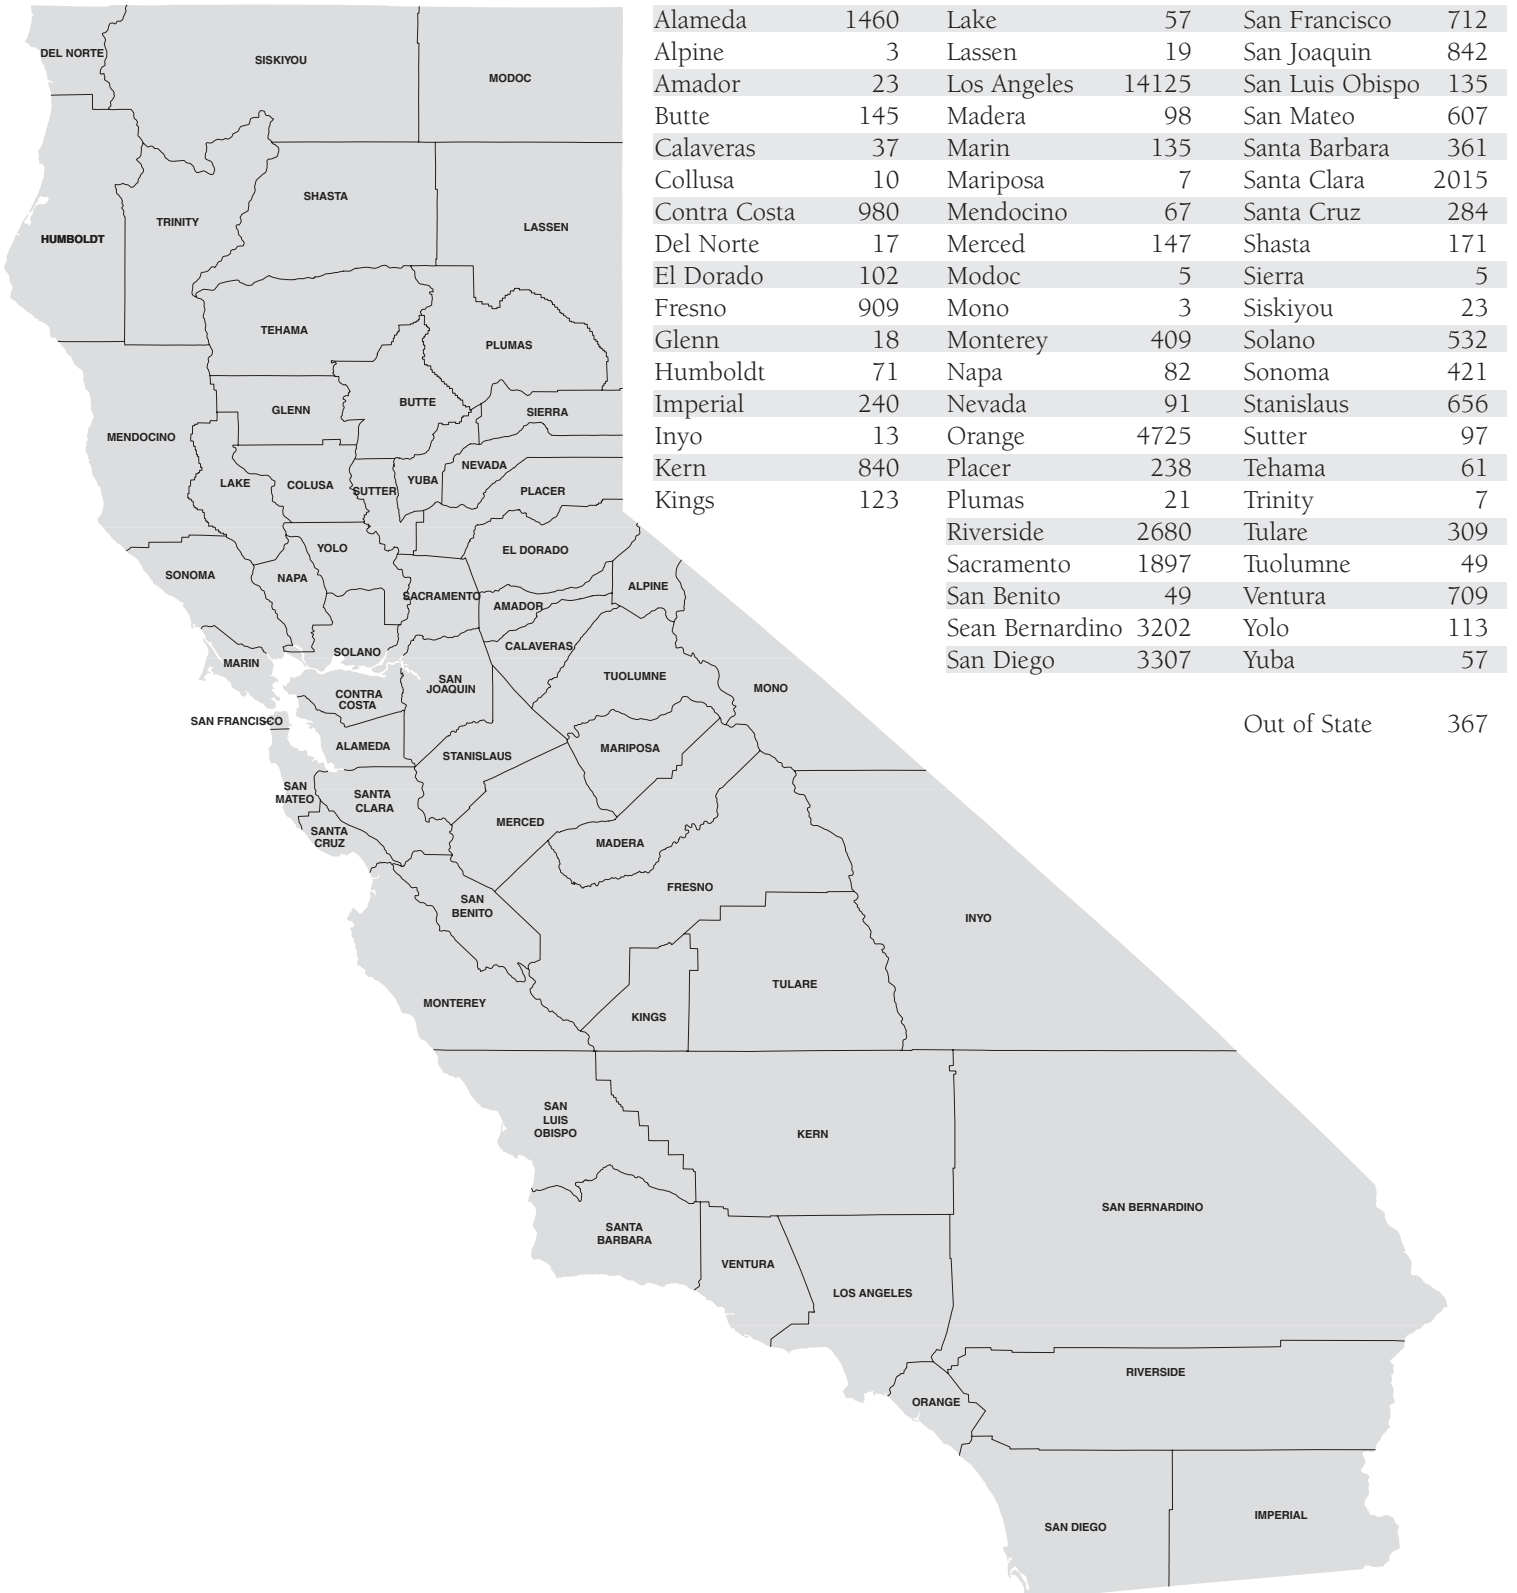 Alameda 1460
Alpine 3
Amador 23
Butte 145
Calaveras 37
Collusa 10
Contra Costa 980
Del Norte 17
El Dorado 102
Fresno 909
Glenn 18
Humboldt 71
Imperial 240
Inyo 13
Kern 840
Kings 123
Lake 57
Lassen 19
Los Angeles 14125
Madera 98
Marin 135
Mariposa 7
Mendocino 67
Merced 147
Modoc 5
Mono 3
Monterey 409
Napa 82
Nevada 91
Orange 4725
Placer 238
Plumas 21
Riverside 2680
Sacramento 1897
San Benito 49
Sean Bernardino 3202
San Diego 3307
San Francisco 712
San Joaquin 842
San Luis Obispo 135
San Mateo 607
Santa Barbara 361
Santa Clara 2015
Santa Cruz 284
Shasta 171
Sierra 5
Siskiyou 23
Solano 532
Sonoma 421
Stanislaus 656
Sutter 97
Tehama 61
Trinity 7
Tulare 309
Tuolumne 49
Ventura 709
Yolo 113
Yuba 57
Out of State 367
DEL NORTE
SISKIYOU
MODOC
SHASTA
TRINITY
LASSEN
HUMBOLDT
TEHAMA
PLUMAS
BUTTE
GLENN
SIERRA
MENDOCINO
NEVADA
YUBA
LAKE
COLUSA
SUTTER
PLACER
YOLO
EL DORADO
SONOMA
NAPA
ALPINE
SACRAMENTO
AMADOR
CALAVERAS
SOLANO
MARIN
TUOLUMNE
SAN
JOAQUIN
MONO
CONTRA
COSTA
SAN FRANCISCO
ALAMEDA
MARIPOSA
STANISLAUS
SAN
MATEO
SANTA
CLARA
MERCED
SANTA
CRUZ
MADERA
FRESNO
SAN
BENITO
INYO
TULARE
MONTEREY
KINGS
SAN
LUIS
OBISPO
KERN
SAN BERNARDINO
SANTA
BARBARA
VENTURA
LOS ANGELES
RIVERSIDE
ORANGE
IMPERIAL
SAN DIEGO